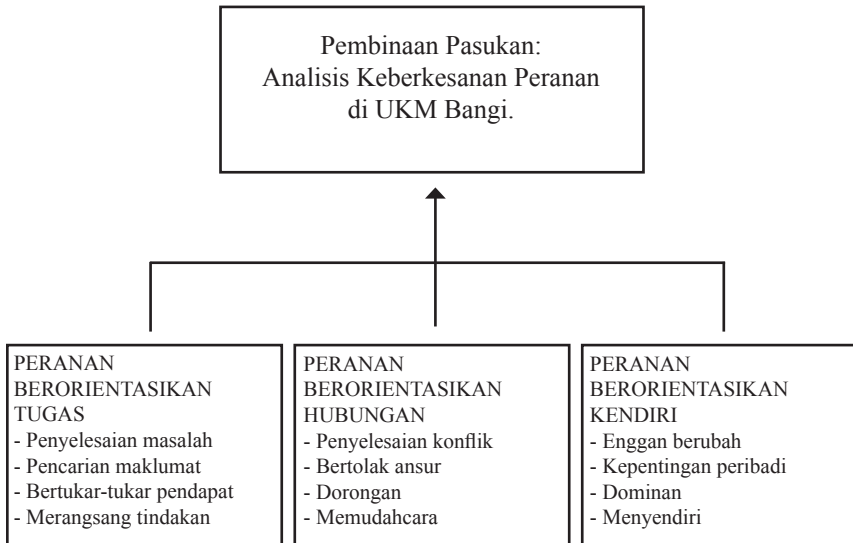 Pembinaan Pasukan:
Analisis Keberkesanan Peranan
di UKM Bangi.
PERANAN
BERORIENTASIKAN
TUGAS
- Penyelesaian masalah
- Pencarian maklumat
- Bertukar-tukar pendapat
- Merangsang tindakan
PERANAN
BERORIENTASIKAN
HUBUNGAN
- Penyelesaian konflik
- Bertolak ansur
- Dorongan
- Memudahcara
PERANAN
BERORIENTASIKAN
KENDIRI
- Enggan berubah
- Kepentingan peribadi
- Dominan
- Menyendiri